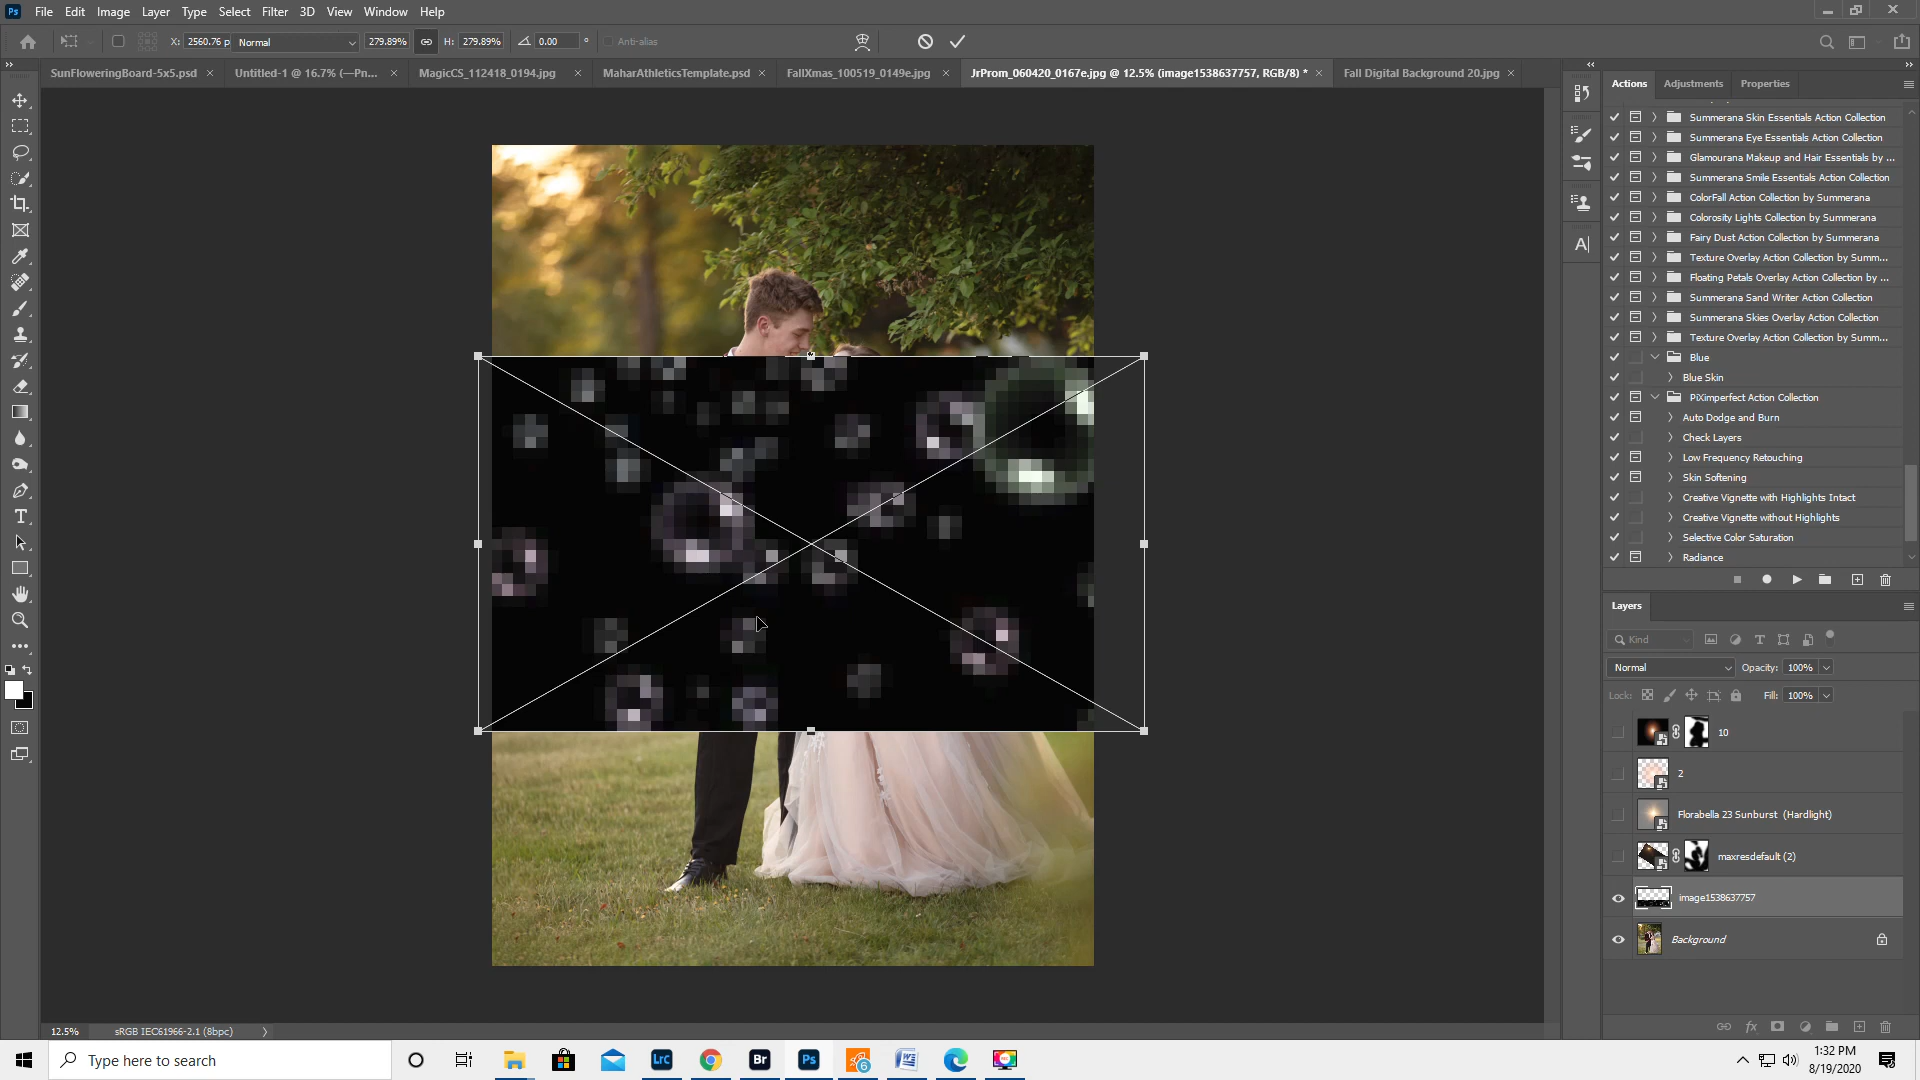 Ps File Edit Image Layer Type Select Filter 3D View Window Help
X: 2560.76 p Normal 279.89% H: 279.89% 0.00 ° Anti-alias
SunFloweringBoard-5x5.psd × Untitled-1 @ 16.7% (—Pn... × MagicCS_112418_0194.jpg × MaharAthleticsTemplate.psd × FallXmas_100519_0149e.jpg × JrProm_060420_0167e.jpg @ 12.5% (image1538637757, RGB/8) * × Fall Digital Background 20.jpg ×
Actions Adjustments Properties
Summerana Skin Essentials Action Collection
Summerana Eye Essentials Action Collection
Glamourana Makeup and Hair Essentials by ...
Summerana Smile Essentials Action Collection
ColorFall Action Collection by Summerana
Colorosity Lights Collection by Summerana
Fairy Dust Action Collection by Summerana
Texture Overlay Action Collection by Summ...
Floating Petals Overlay Action Collection by ...
Summerana Sand Writer Action Collection
Summerana Skies Overlay Action Collection
Texture Overlay Action Collection by Summ...
Blue
Blue Skin
PiXimperfect Action Collection
Auto Dodge and Burn
Check Layers
Low Frequency Retouching
Skin Softening
Creative Vignette with Highlights Intact
Creative Vignette without Highlights
Selective Color Saturation
Radiance
Layers
Kind
Normal Opacity: 100%
Lock: Fill: 100%
10
2
Florabella 23 Sunburst (Hardlight)
maxresdefault (2)
image1538637757
Background
12.5% sRGB IEC61966-2.1 (8bpc)
Type here to search
LrC Br Ps 6
1:32 PM
8/19/2020